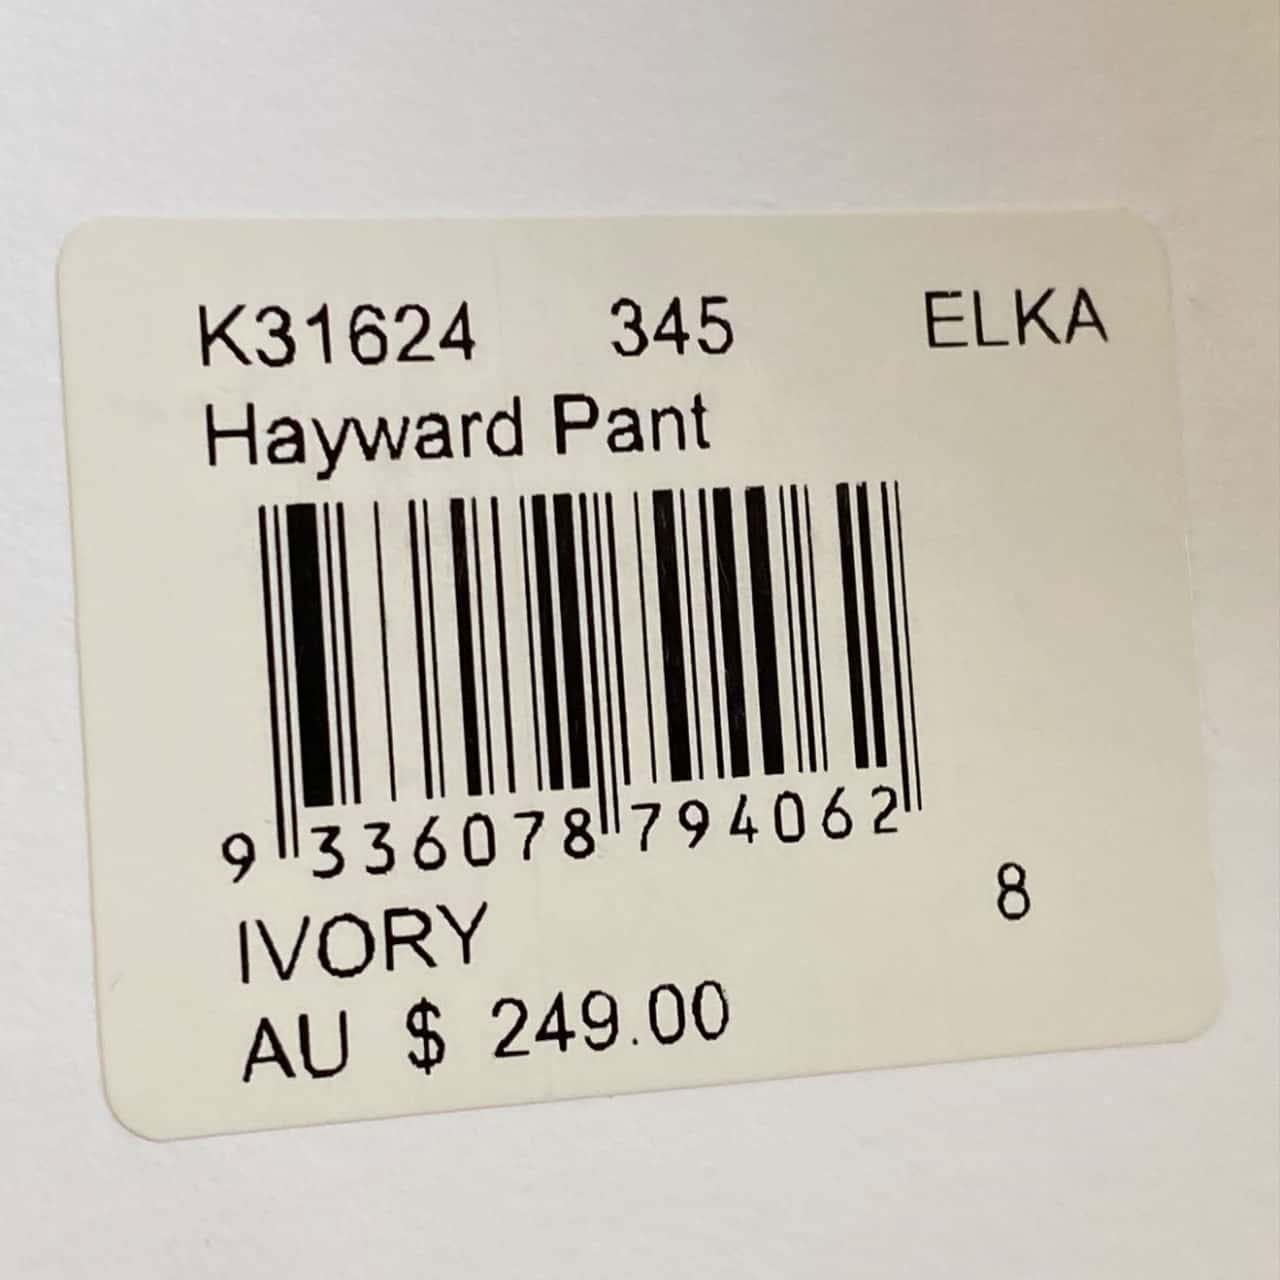 K31624 345 ELKA
Hayward Pant
9 336078 794062
8
IVORY
AU $ 249.00